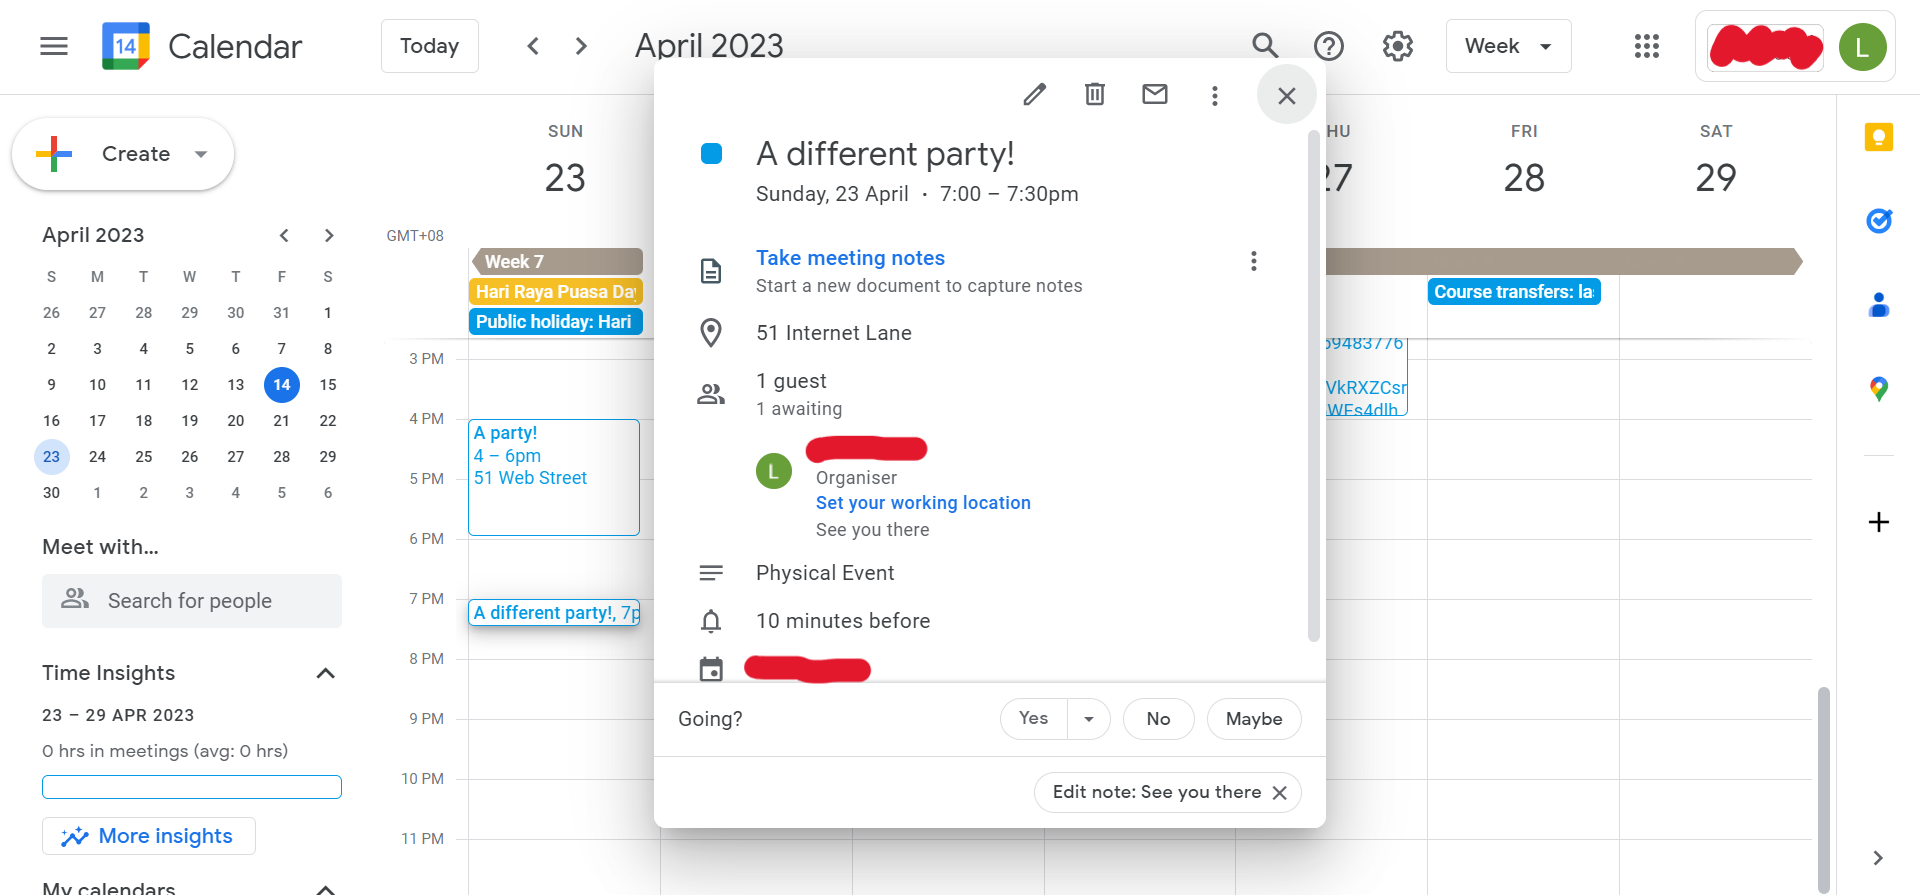 14 Calendar
Today
April 2023
Week
L
Create
April 2023
S M T W T F S
26 27 28 29 30 31 1
2 3 4 5 6 7 8
9 10 11 12 13 14 15
16 17 18 19 20 21 22
23 24 25 26 27 28 29
30 1 2 3 4 5 6
Meet with...
Search for people
Time Insights
23 – 29 APR 2023
0 hrs in meetings (avg: 0 hrs)
More insights
My calendars
GMT+08
SUN
23
HU
27
FRI
28
SAT
29
Week 7
Hari Raya Puasa Day
Public holiday: Hari
Course transfers: la
3 PM
4 PM
5 PM
6 PM
7 PM
8 PM
9 PM
10 PM
11 PM
A party!
4 – 6pm
51 Web Street
A different party!, 7p
69483776
VkRXZCsr
WFs4dlh
A different party!
Sunday, 23 April · 7:00 – 7:30pm
Take meeting notes
Start a new document to capture notes
51 Internet Lane
1 guest
1 awaiting
L
Organiser
Set your working location
See you there
Physical Event
10 minutes before
Going?
Yes
No
Maybe
Edit note: See you there